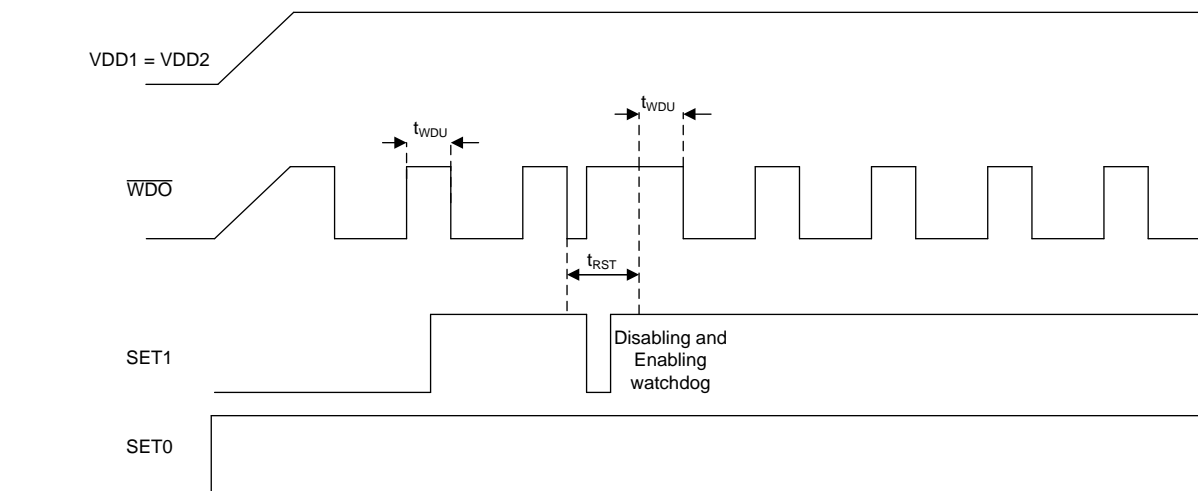 VDD1 = VDD2
tWDU
tWDU
WDO
tRST
SET1
Disabling and
Enabling
watchdog
SET0